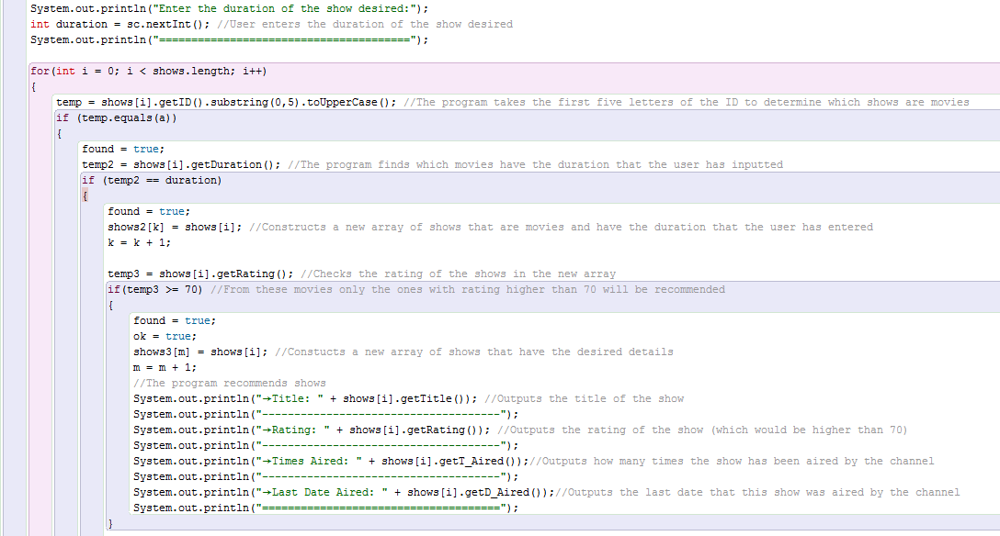 System.out.println("Enter the duration of the show desired:");
int duration = sc.nextInt(); //User enters the duration of the show desired
System.out.println("=======================================");
for(int i = 0; i < shows.length; i++)
{
temp = shows[i].getID().substring(0,5).toUpperCase(); //The program takes the first five letters of the ID to determine which shows are movies
if (temp.equals(a))
{
found = true;
temp2 = shows[i].getDuration(); //The program finds which movies have the duration that the user has inputted
if (temp2 == duration)
{
found = true;
shows2[k] = shows[i]; //Constructs a new array of shows that are movies and have the duration that the user has entered
k = k + 1;
temp3 = shows[i].getRating(); //Checks the rating of the shows in the new array
if(temp3 >= 70) //From these movies only the ones with rating higher than 70 will be recommended
{
found = true;
ok = true;
shows3[m] = shows[i]; //Constucts a new array of shows that have the desired details
m = m + 1;
//The program recommends shows
System.out.println("→Title: " + shows[i].getTitle()); //Outputs the title of the show
System.out.println("-------------------------------------");
System.out.println("→Rating: " + shows[i].getRating()); //Outputs the rating of the show (which would be higher than 70)
System.out.println("-------------------------------------");
System.out.println("→Times Aired: " + shows[i].getT_Aired());//Outputs how many times the show has been aired by the channel
System.out.println("-------------------------------------");
System.out.println("→Last Date Aired: " + shows[i].getD_Aired());//Outputs the last date that this show was aired by the channel
System.out.println("=====================================");
}